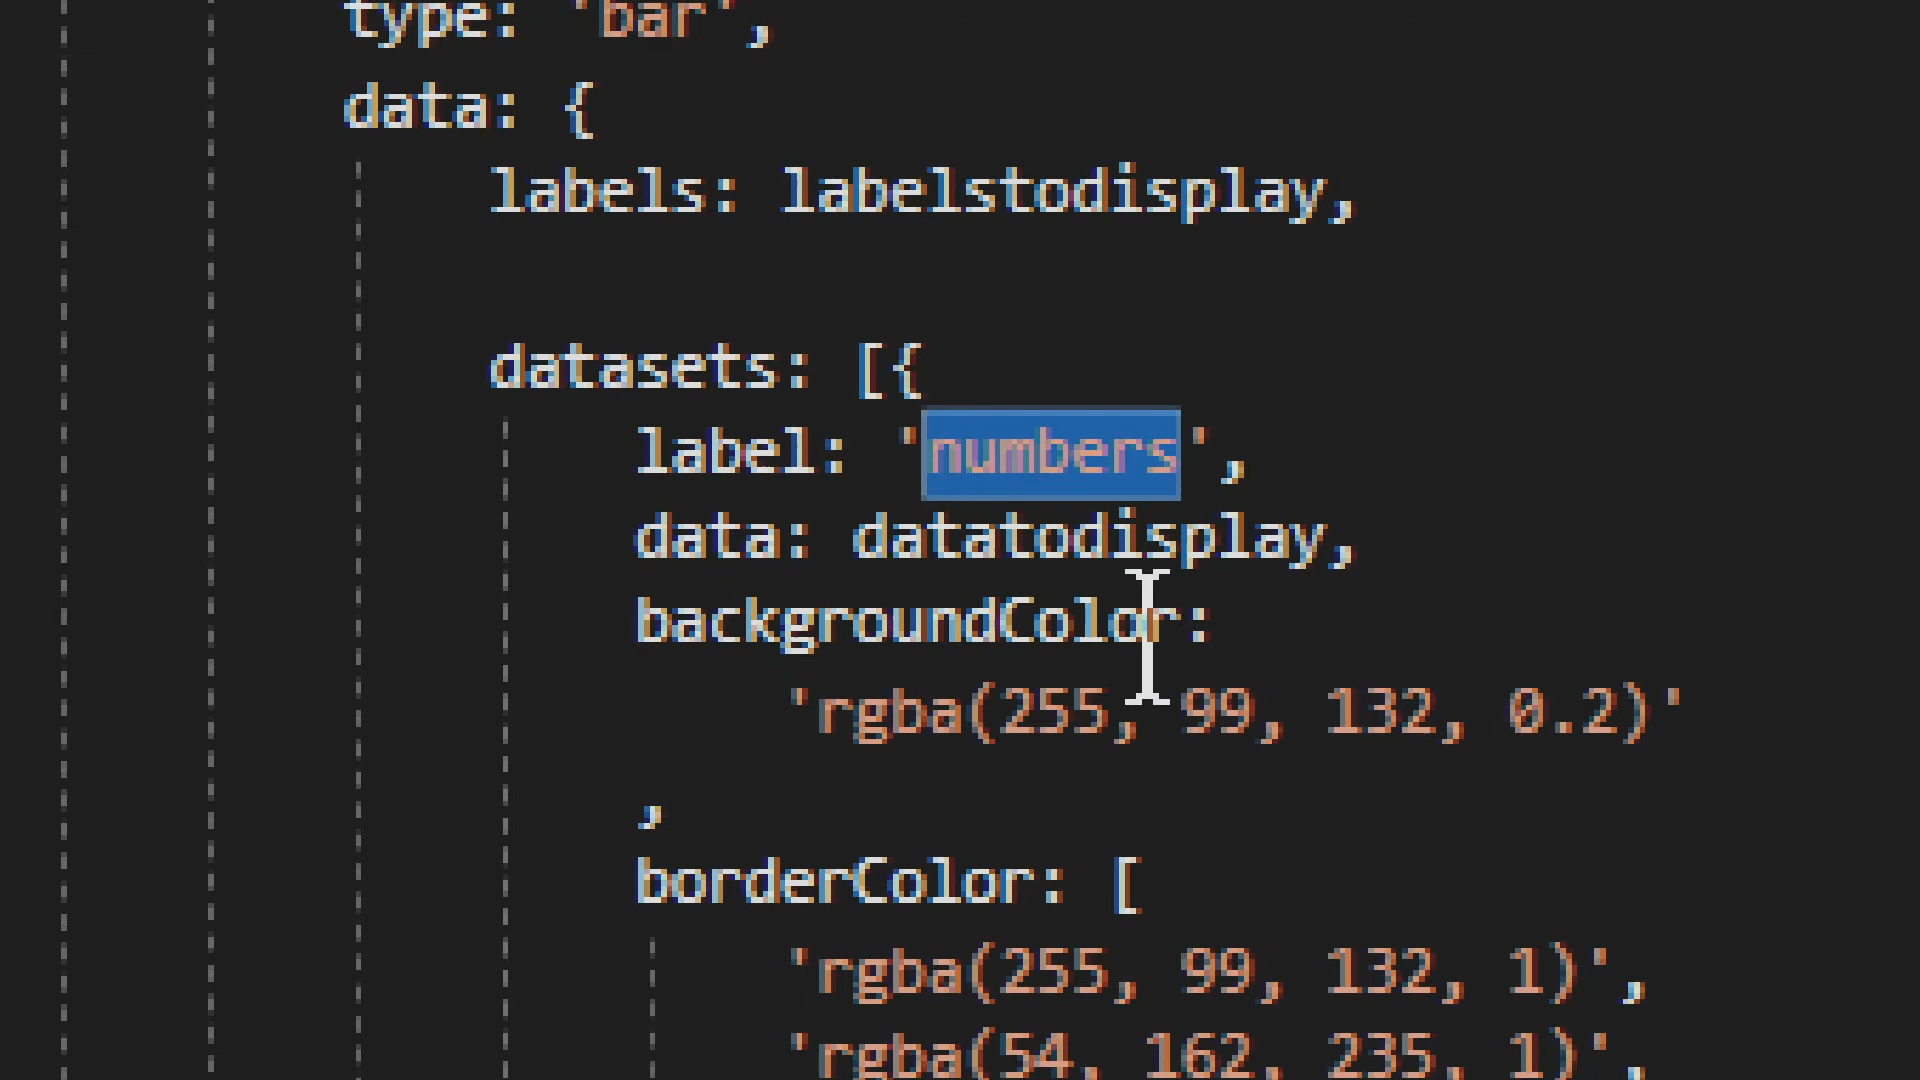 type: 'bar',
data: {
labels: labelstodisplay,
datasets: [{
label: 'numbers',
data: datatodisplay,
backgroundColor:
'rgba(255, 99, 132, 0.2)'
,
borderColor: [
'rgba(255, 99, 132, 1)',
'rgba(54, 162, 235, 1)',